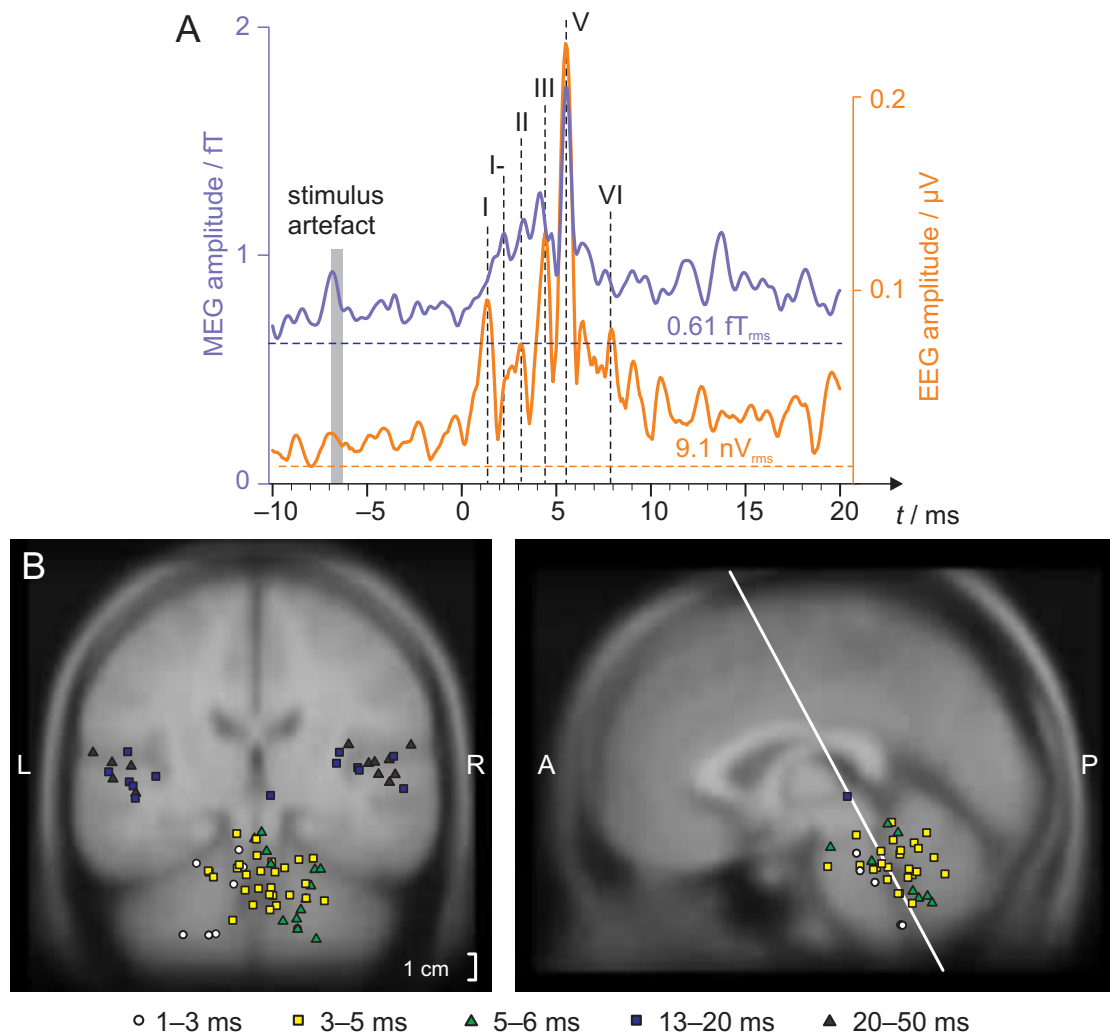 A
2
1
0
MEG amplitude / fT
stimulus
artefact
I
I-
II
III
V
VI
0.2
0.1
EEG amplitude / µV
0.61 fTrms
9.1 nVrms
–10
–5
0
5
10
15
20
t / ms
B
L
R
1 cm
A
P
1–3 ms
3–5 ms
5–6 ms
13–20 ms
20–50 ms